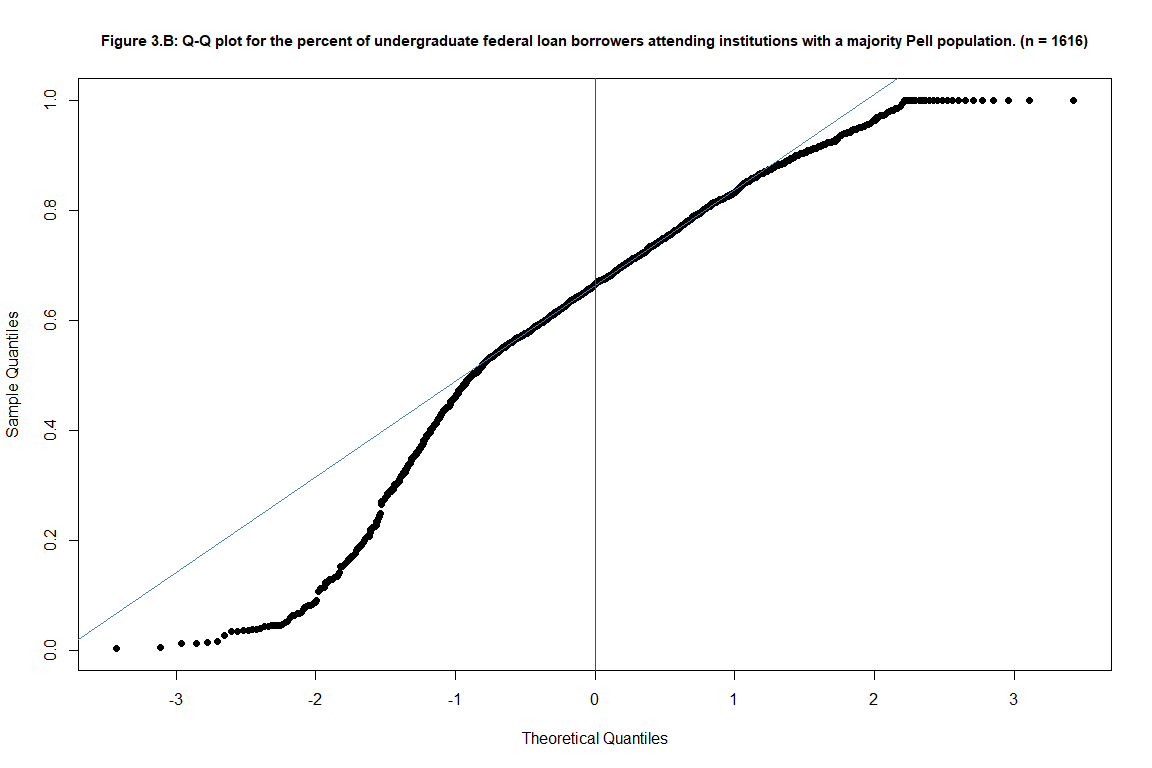 Figure 3.B: Q-Q plot for the percent of undergraduate federal loan borrowers attending institutions with a majority Pell population. (n = 1616)
1.0
0.8
0.6
0.4
0.2
0.0
Sample Quantiles
-3 -2 -1 0 1 2 3
Theoretical Quantiles